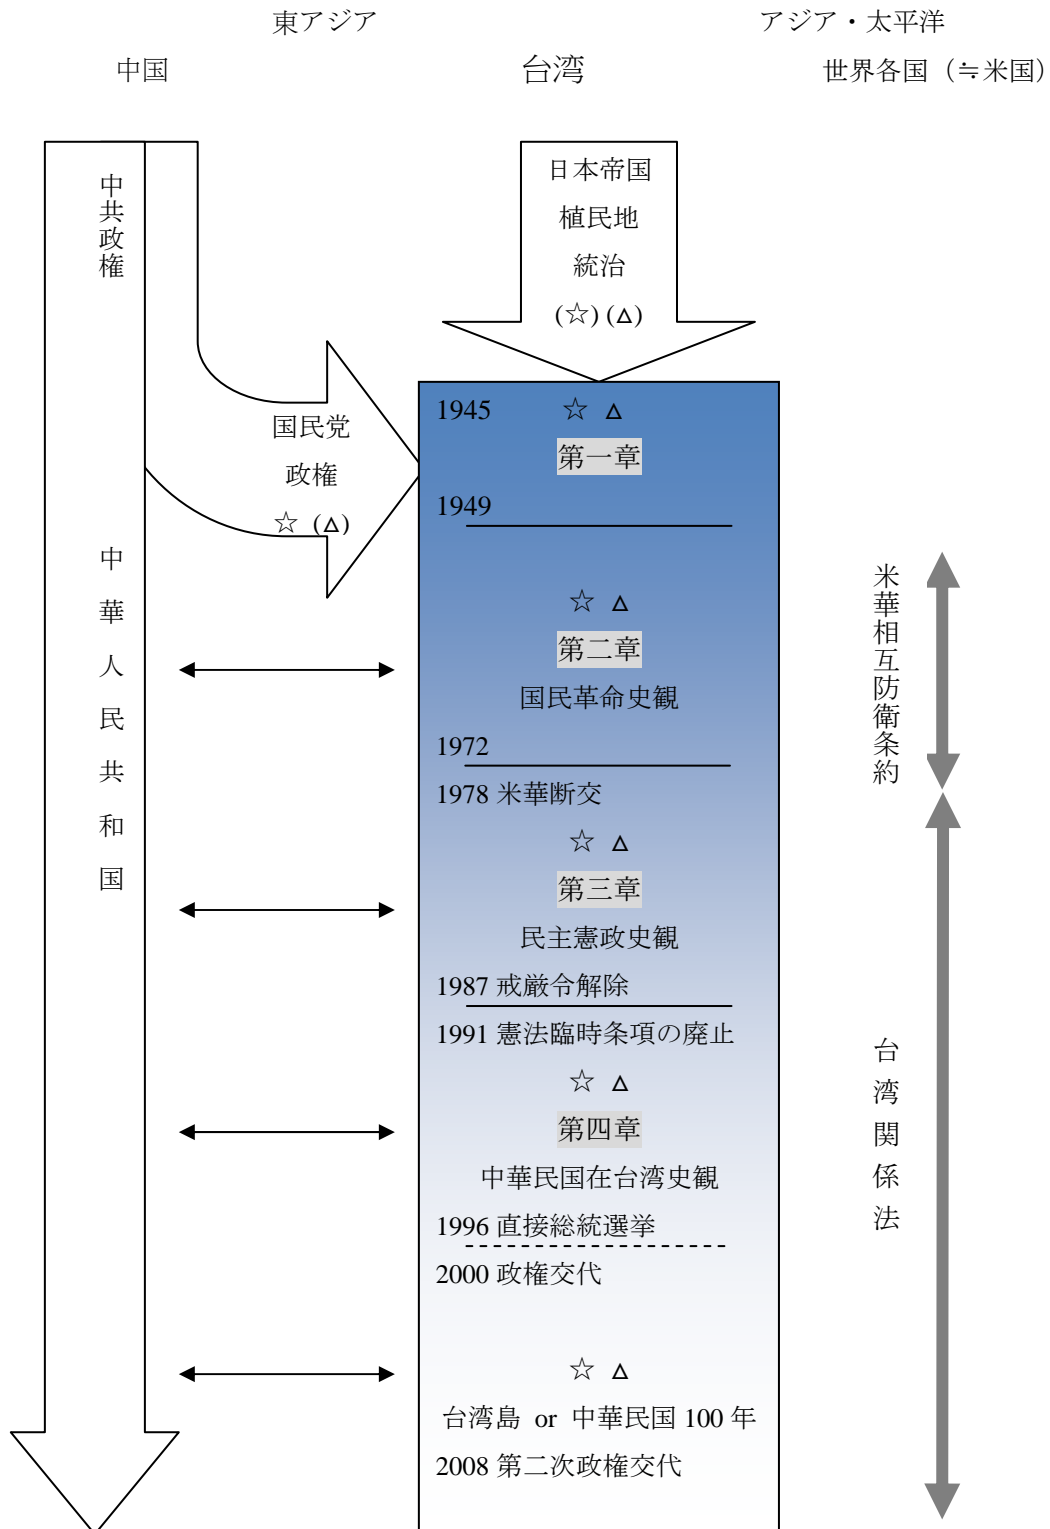 東アジア
アジア・太平洋
中国
台湾
世界各国（≒米国）
中共政権
中華人民共和国
国民党
政権
☆ (△)
日本帝国
植民地
統治
(☆) (△)
1945 ☆ △
第一章
1949
☆ △
第二章
国民革命史観
1972
1978 米華断交
☆ △
第三章
民主憲政史観
1987 戒厳令解除
1991 憲法臨時条項の廃止
☆ △
第四章
中華民国在台湾史観
1996 直接総統選挙
2000 政権交代
☆ △
台湾島 or 中華民国 100 年
2008 第二次政権交代
米華相互防衛条約
台湾関係法